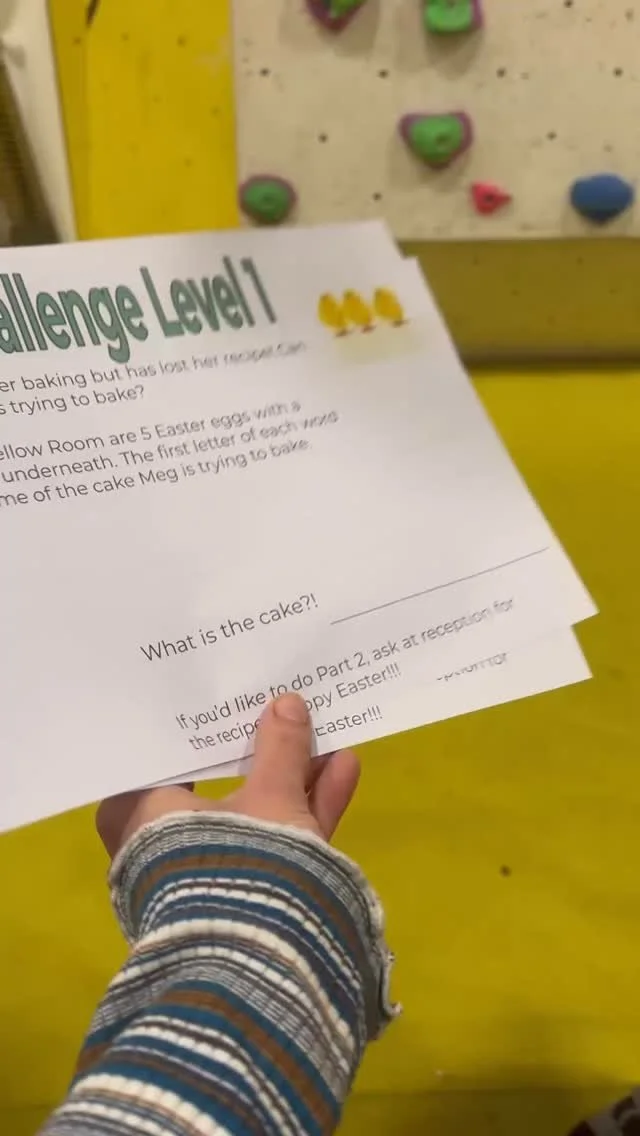 allenge Level 1
er baking but has lost her recipe! Can
s trying to bake?
ellow Room are 5 Easter eggs with a
underneath. The first letter of each word
me of the cake Meg is trying to bake.
What is the cake?!
If you'd like to do Part 2, ask at reception for
the recipe ppy Easter!!!
Easter!!!